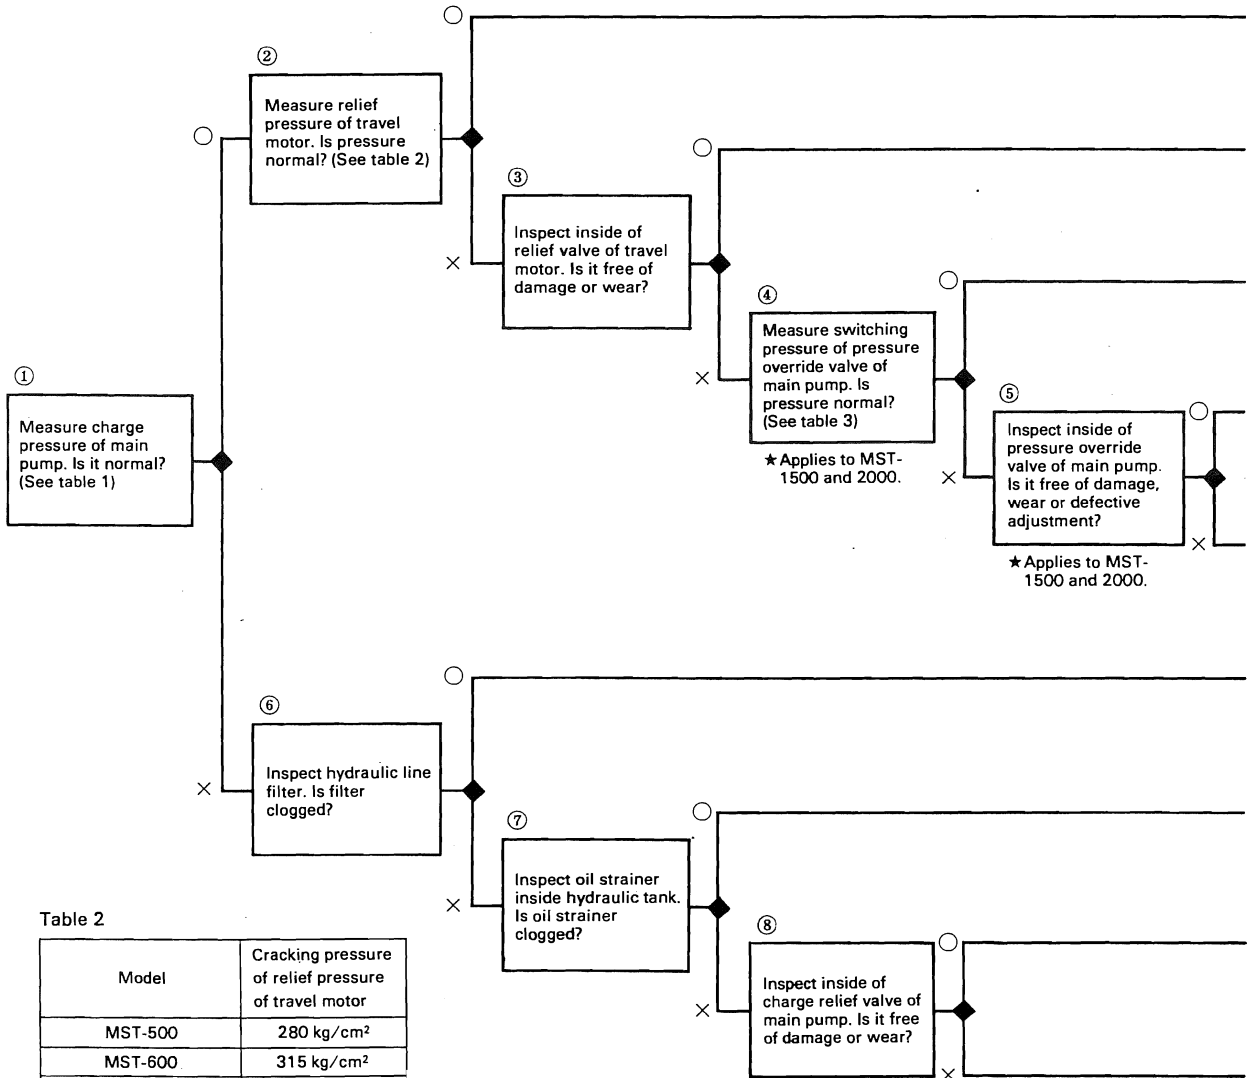 ①
Measure charge
pressure of main
pump. Is it normal?
(See table 1)
○
×
②
Measure relief
pressure of travel
motor. Is pressure
normal? (See table 2)
○
×
③
Inspect inside of
relief valve of travel
motor. Is it free of
damage or wear?
○
×
④
Measure switching
pressure of pressure
override valve of
main pump. Is
pressure normal?
(See table 3)
★Applies to MST-
1500 and 2000.
○
×
⑤
Inspect inside of
pressure override
valve of main pump.
Is it free of damage,
wear or defective
adjustment?
★Applies to MST-
1500 and 2000.
○
×
⑥
Inspect hydraulic line
filter. Is filter
clogged?
○
×
⑦
Inspect oil strainer
inside hydraulic tank.
Is oil strainer
clogged?
○
×
⑧
Inspect inside of
charge relief valve of
main pump. Is it free
of damage or wear?
○
×
Table 2
Model
Cracking pressure
of relief pressure
of travel motor
MST-500
280 kg/cm²
MST-600
315 kg/cm²